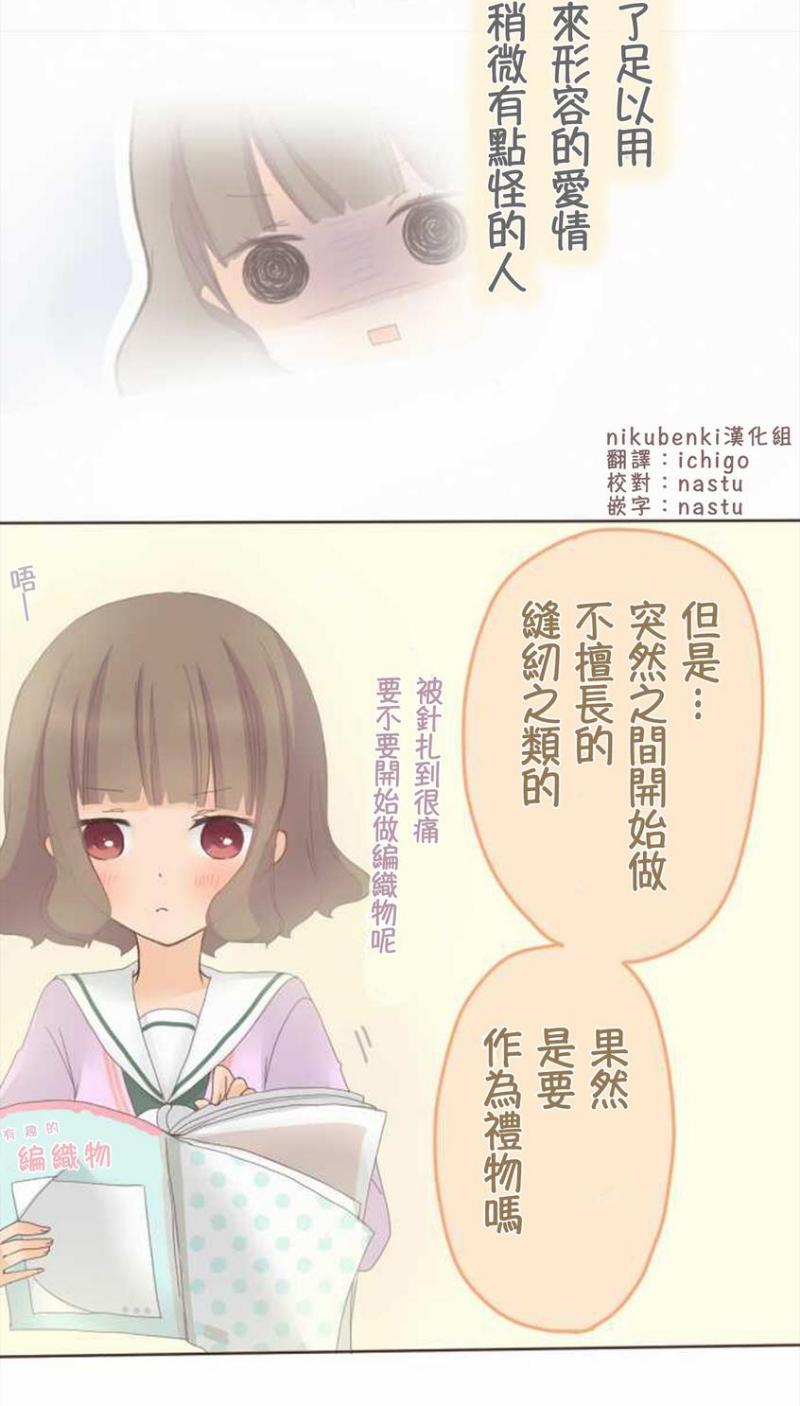 了足以用
來形容的愛情
稍微有點怪的人
nikubenki漢化組
翻譯：ichigo
校對：nastu
嵌字：nastu
但是…
突然之間開始做
不擅長的
縫紉之類的
被針扎到很痛
要不要開始做編織物呢
唔—
果然
是要
作為禮物嗎
有趣的
編織物